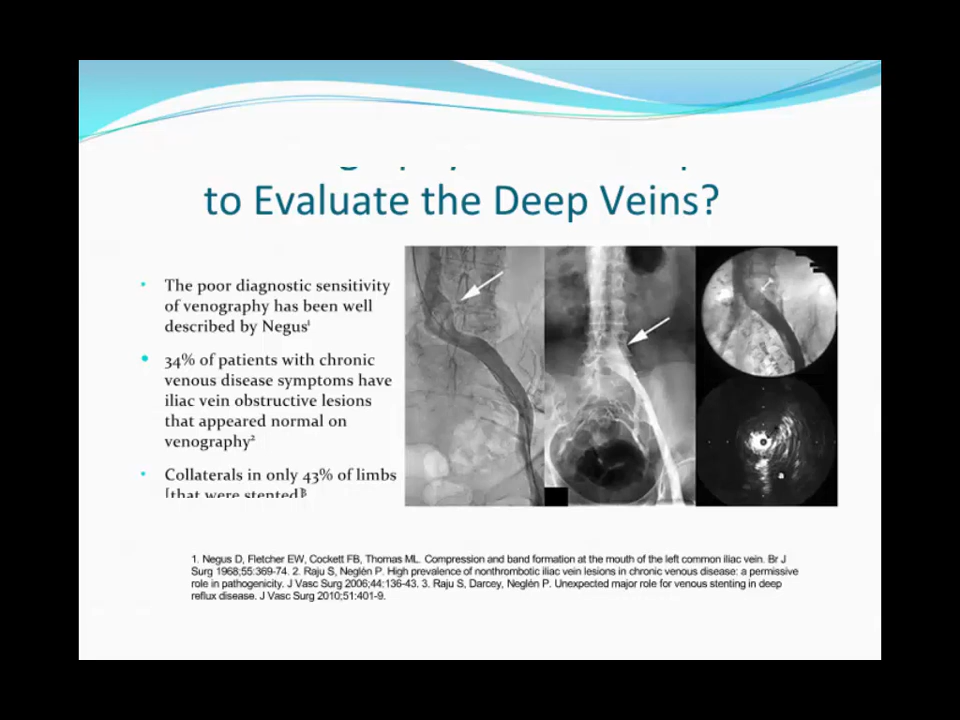 to Evaluate the Deep Veins?
• The poor diagnostic sensitivity
of venography has been well
described by Negus¹
• 34% of patients with chronic
venous disease symptoms have
iliac vein obstructive lesions
that appeared normal on
venography²
• Collaterals in only 43% of limbs
[that were stented]³
a
1. Negus D, Fletcher EW, Cockett FB, Thomas ML. Compression and band formation at the mouth of the left common iliac vein. Br J
Surg 1968;55:369-74. 2. Raju S, Neglén P. High prevalence of nonthrombotic iliac vein lesions in chronic venous disease: a permissive
role in pathogenicity. J Vasc Surg 2006;44:136-43. 3. Raju S, Darcey, Neglén P. Unexpected major role for venous stenting in deep
reflux disease. J Vasc Surg 2010;51:401-9.